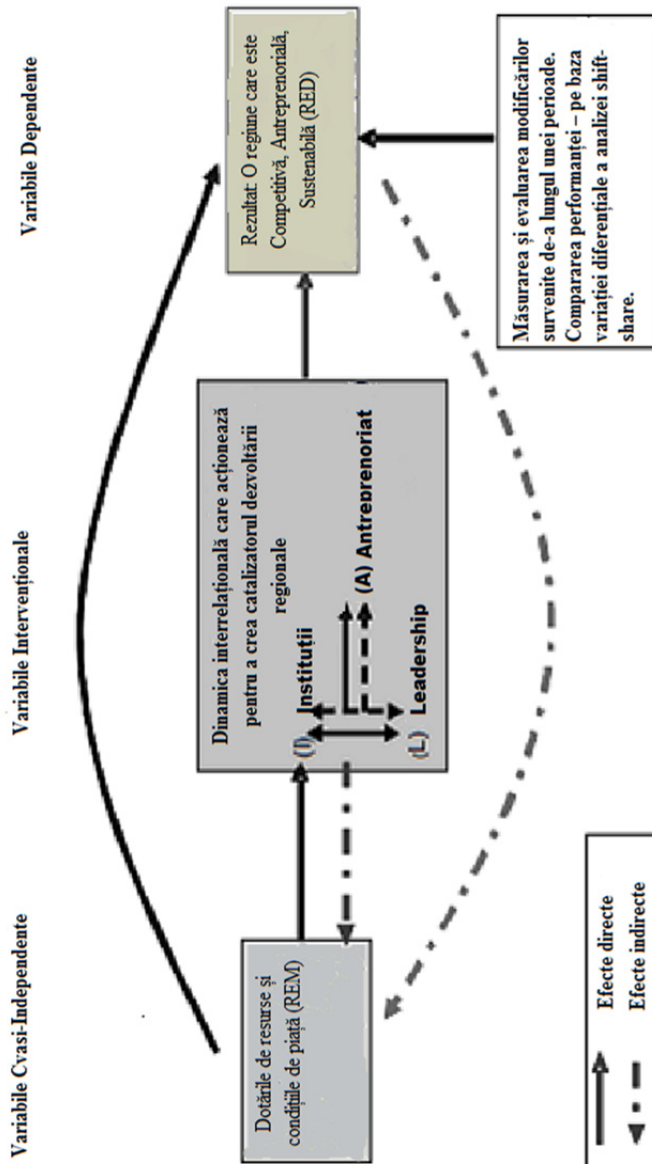 Variabile Cvasi-Independente
Variabile Intervenționale
Variabile Dependente
Dotările de resurse și
condițiile de piață (REM)
Dinamica interrelațională care acționează
pentru a crea catalizatorul dezvoltării
regionale
(I) Instituții
(A) Antreprenoriat
(L) Leadership
Rezultat: O regiune care este
Competitivă, Antreprenorială,
Sustenabilă (RED)
Măsurarea și evaluarea modificărilor
survenite de-a lungul unei perioade.
Compararea performanței – pe baza
variației diferențiale a analizei shift-
share.
Efecte directe
Efecte indirecte